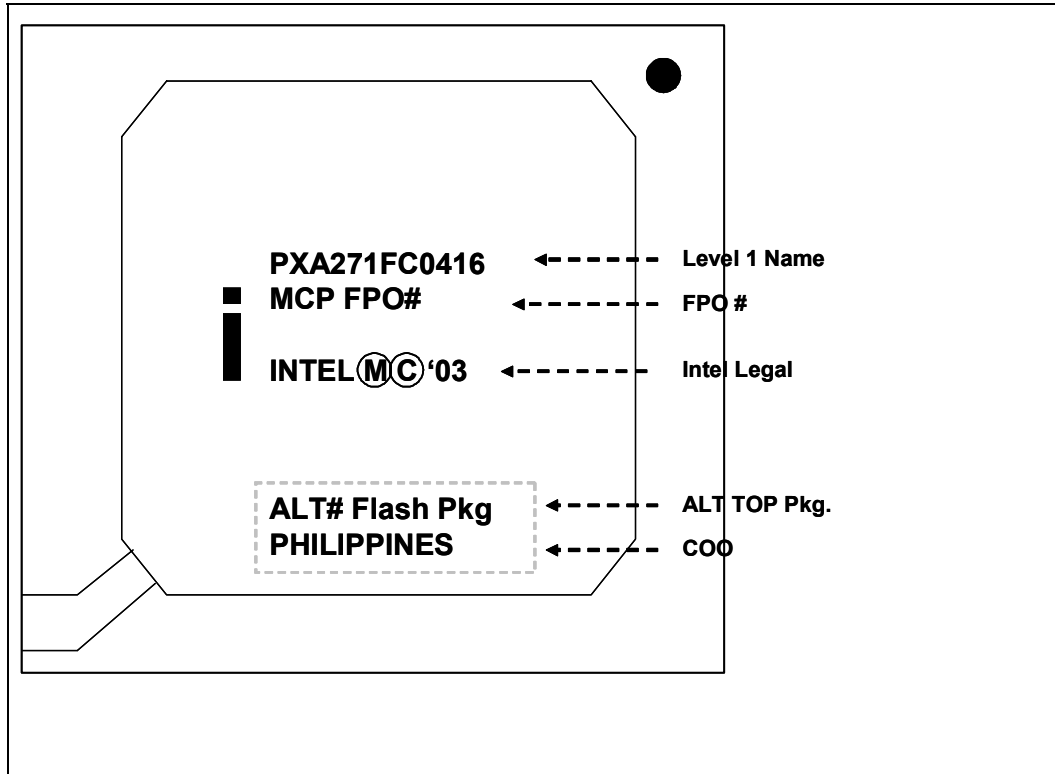 PXA271FC0416 Level 1 Name
MCP FPO# FPO #
INTEL Ⓜ Ⓒ ‘03 Intel Legal
ALT# Flash Pkg ALT TOP Pkg.
PHILIPPINES COO